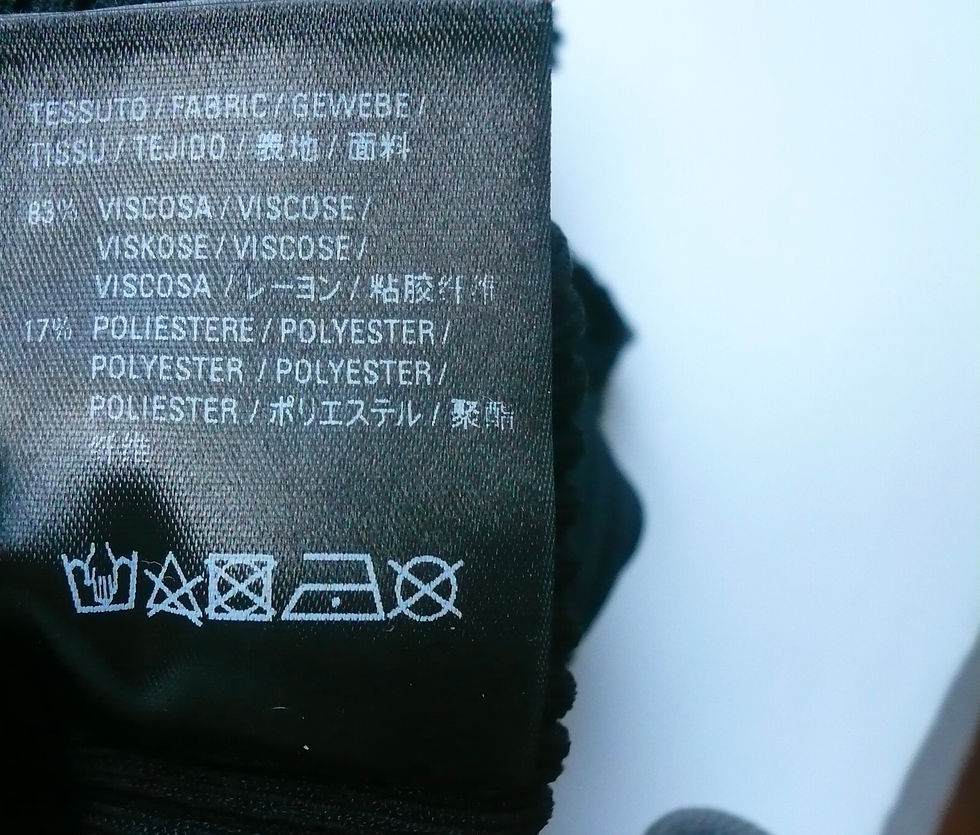 TESSUTO / FABRIC / GEWEBE /
TISSU / TEJIDO / 表地 / 面料
83% VISCOSA / VISCOSE /
VISKOSE / VISCOSE /
VISCOSA / レーヨン / 粘胶纤维
17% POLIESTERE / POLYESTER /
POLYESTER / POLYESTER /
POLIESTER / ポリエステル / 聚酯
纤维